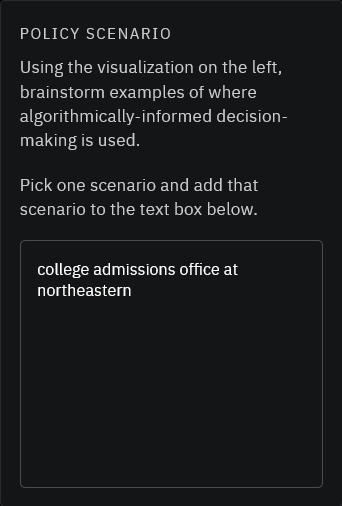 POLICY SCENARIO
Using the visualization on the left,
brainstorm examples of where
algorithmically-informed decision-
making is used.
Pick one scenario and add that
scenario to the text box below.
college admissions office at
northeastern